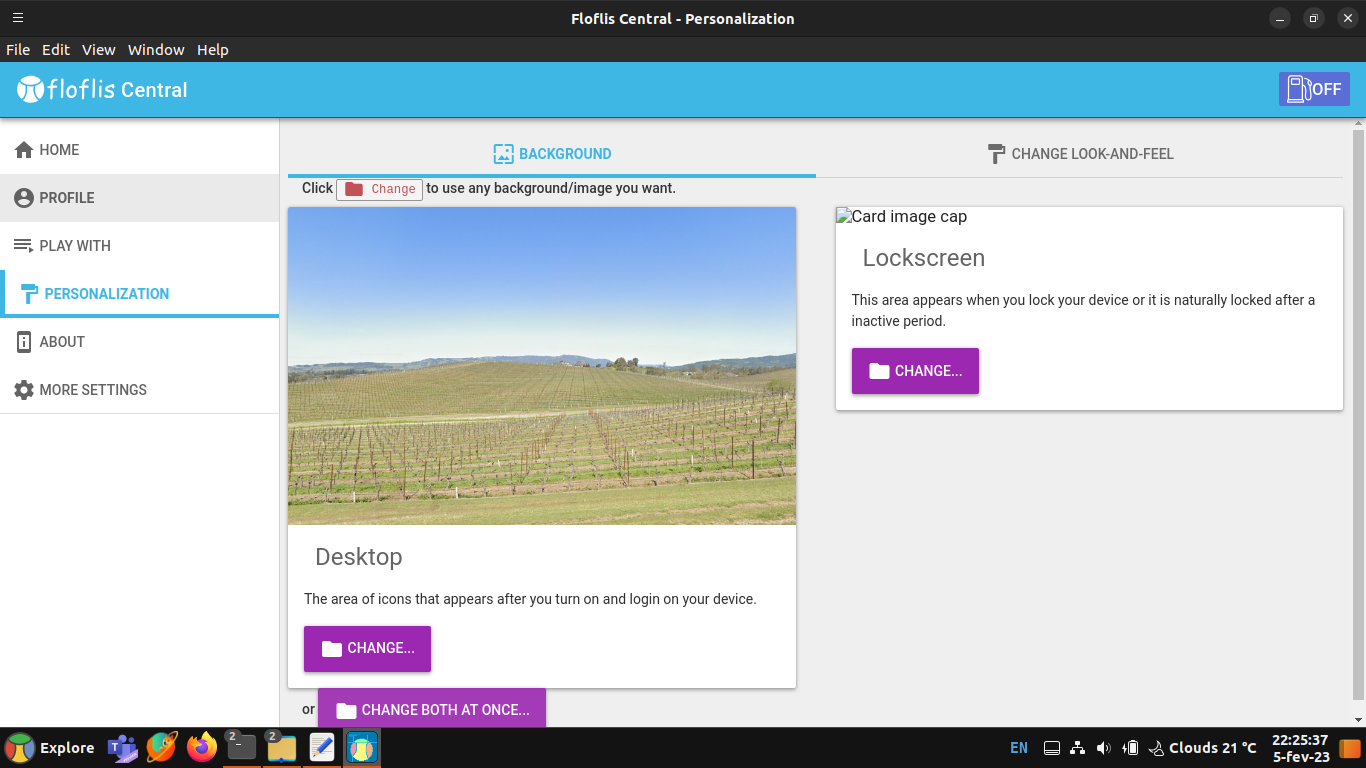 Floflis Central - Personalization
File Edit View Window Help
floflis Central
OFF
HOME
PROFILE
PLAY WITH
PERSONALIZATION
ABOUT
MORE SETTINGS
BACKGROUND
CHANGE LOOK-AND-FEEL
Click Change to use any background/image you want.
Desktop
The area of icons that appears after you turn on and login on your device.
CHANGE...
or CHANGE BOTH AT ONCE...
Card image cap
Lockscreen
This area appears when you lock your device or it is naturally locked after a
inactive period.
CHANGE...
Explore
2
2
EN
Clouds 21 °C
22:25:37
5-fev-23